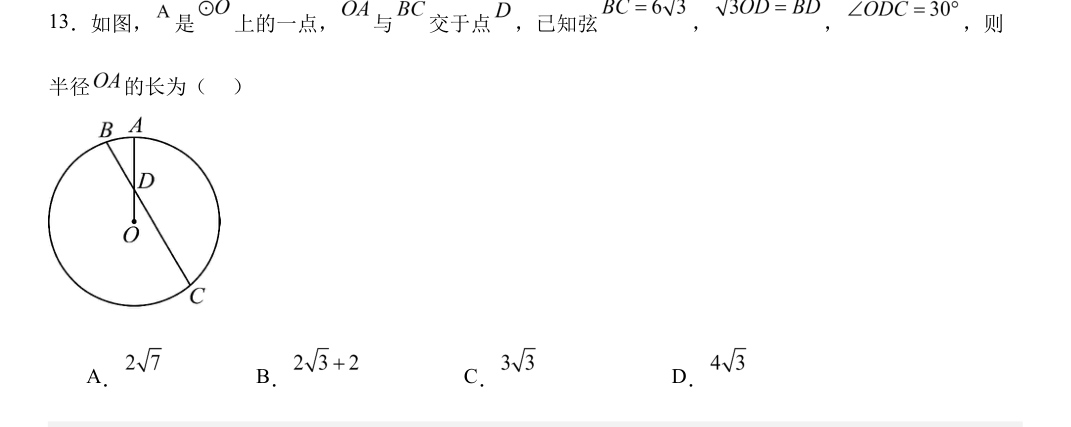 13．如图，A是⊙O上的一点，OA与BC交于点D，已知弦BC=6√3，√3OD=BD，∠ODC=30°，则
半径OA的长为（ ）
B A
D
O
C
A．2√7 B．2√3+2 C．3√3 D．4√3